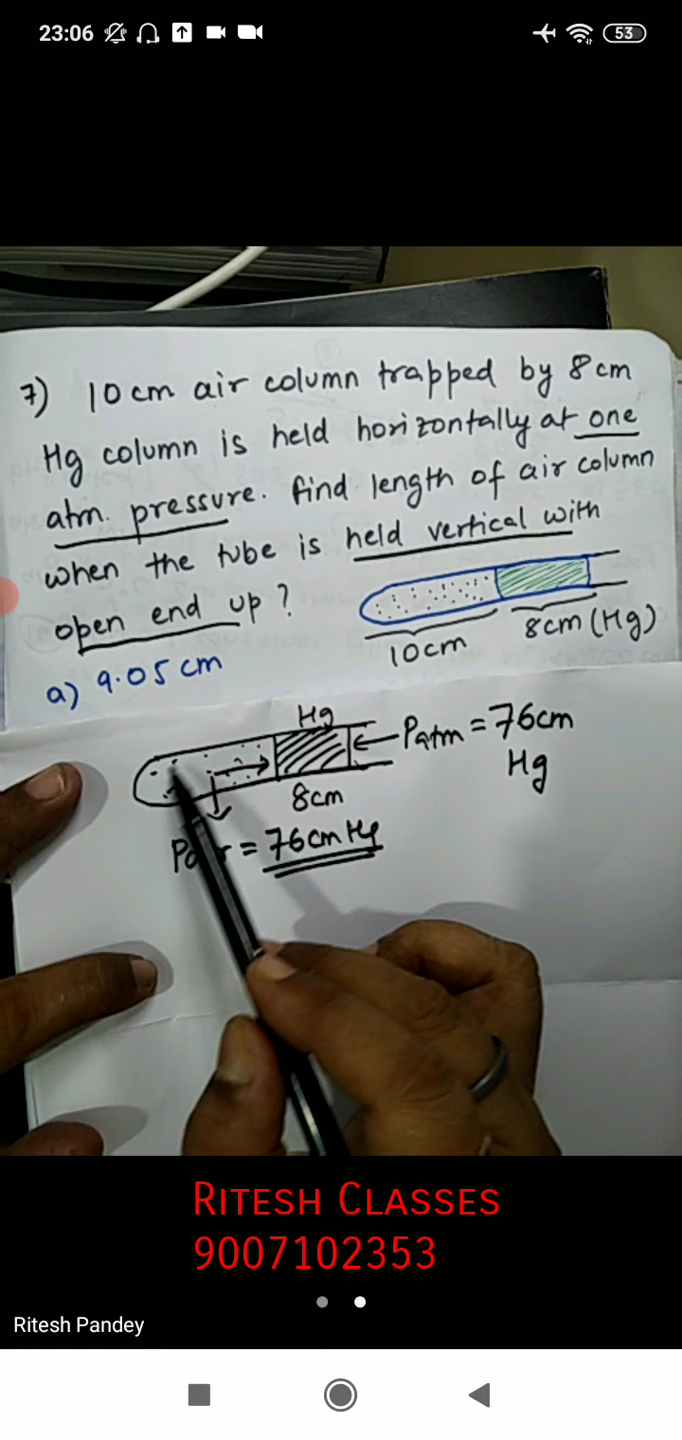 23:06
53
7) 10 cm air column trapped by 8 cm
Hg column is held horizontally at one
atm. pressure. find length of air column
when the tube is held vertical with
open end up?
10cm
8cm (Hg)
a) 9.05 cm
Hg
Patm = 76cm
Hg
8cm
= 76cm Hg
RITESH CLASSES
9007102353
Ritesh Pandey